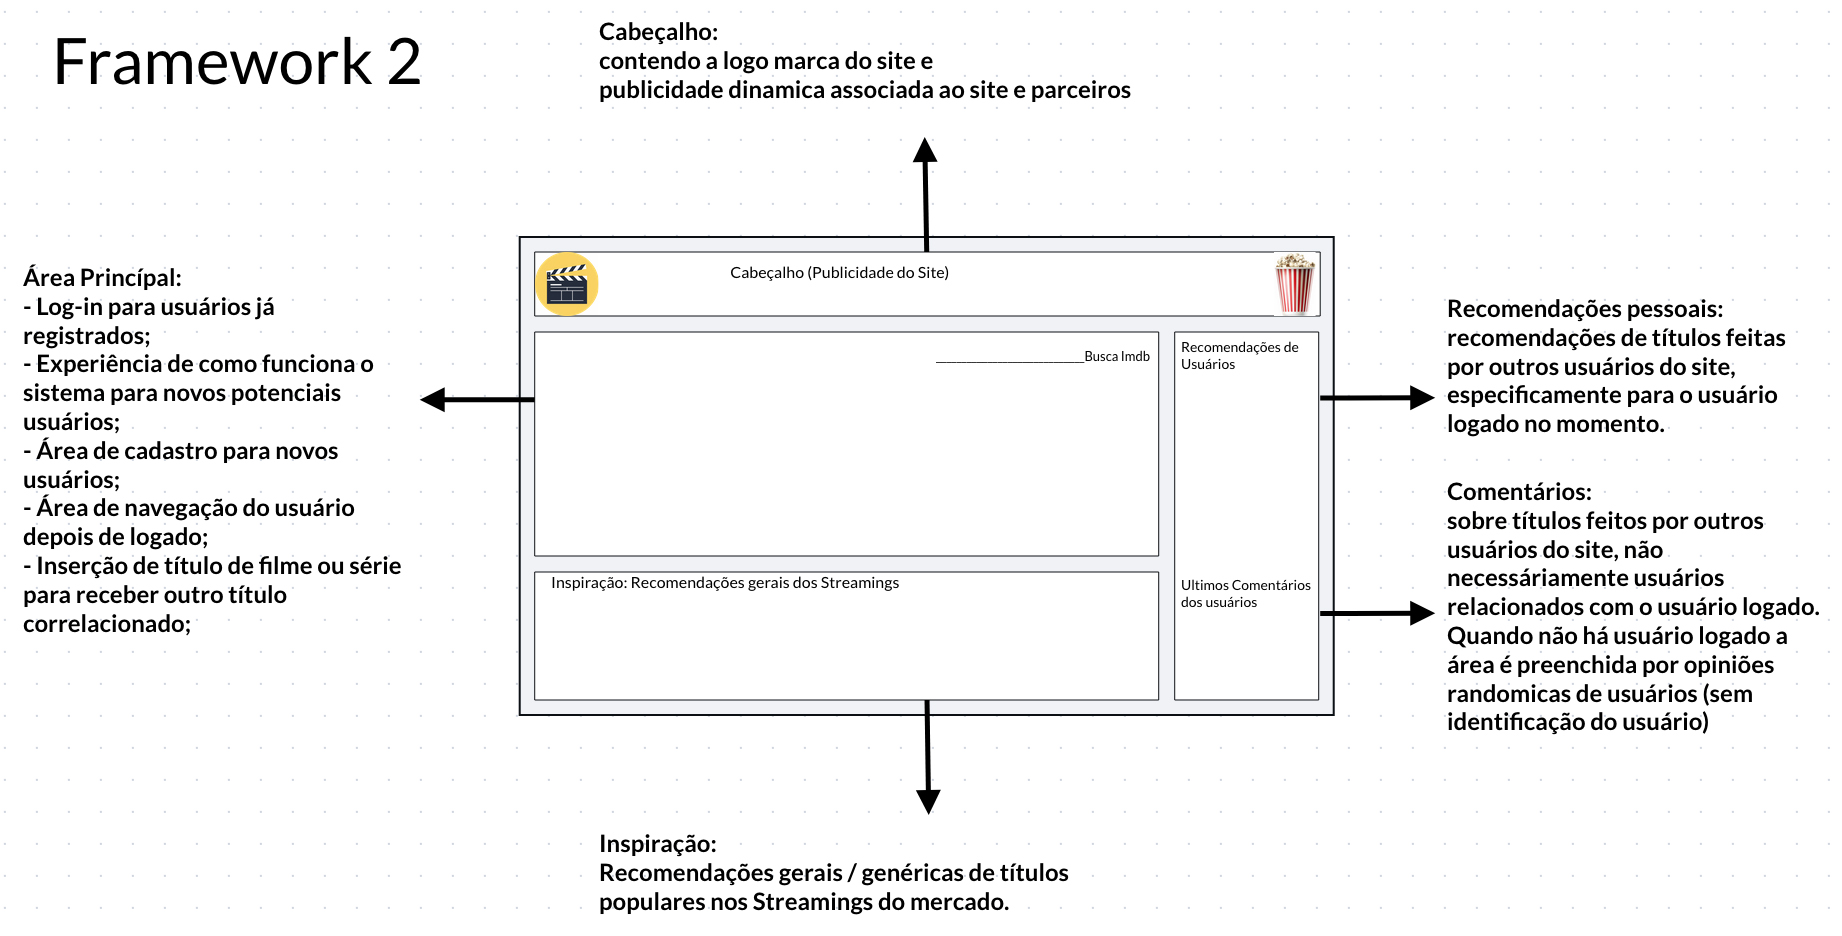 Framework 2
Cabeçalho:
contendo a logo marca do site e
publicidade dinamica associada ao site e parceiros
Área Princípal:
- Log-in para usuários já
registrados;
- Experiência de como funciona o
sistema para novos potenciais
usuários;
- Área de cadastro para novos
usuários;
- Área de navegação do usuário
depois de logado;
- Inserção de título de filme ou série
para receber outro título
correlacionado;
Cabeçalho (Publicidade do Site)
_______________________Busca Imdb
Recomendações de
Usuários
Inspiração: Recomendações gerais dos Streamings
Ultimos Comentários
dos usuários
Recomendações pessoais:
recomendações de títulos feitas
por outros usuários do site,
especificamente para o usuário
logado no momento.
Comentários:
sobre títulos feitos por outros
usuários do site, não
necessáriamente usuários
relacionados com o usuário logado.
Quando não há usuário logado a
área é preenchida por opiniões
randomicas de usuários (sem
identificação do usuário)
Inspiração:
Recomendações gerais / genéricas de títulos
populares nos Streamings do mercado.